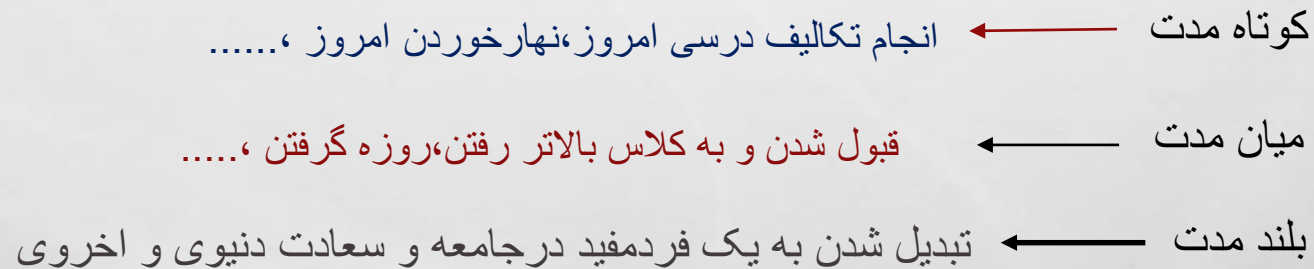 کوتاه مدت انجام تکالیف درسی امروز،نهارخوردن امروز ،......
میان مدت قبول شدن و به کلاس بالاتر رفتن،روزه گرفتن ،.....
بلند مدت تبدیل شدن به یک فردمفید درجامعه و سعادت دنیوی و اخروی